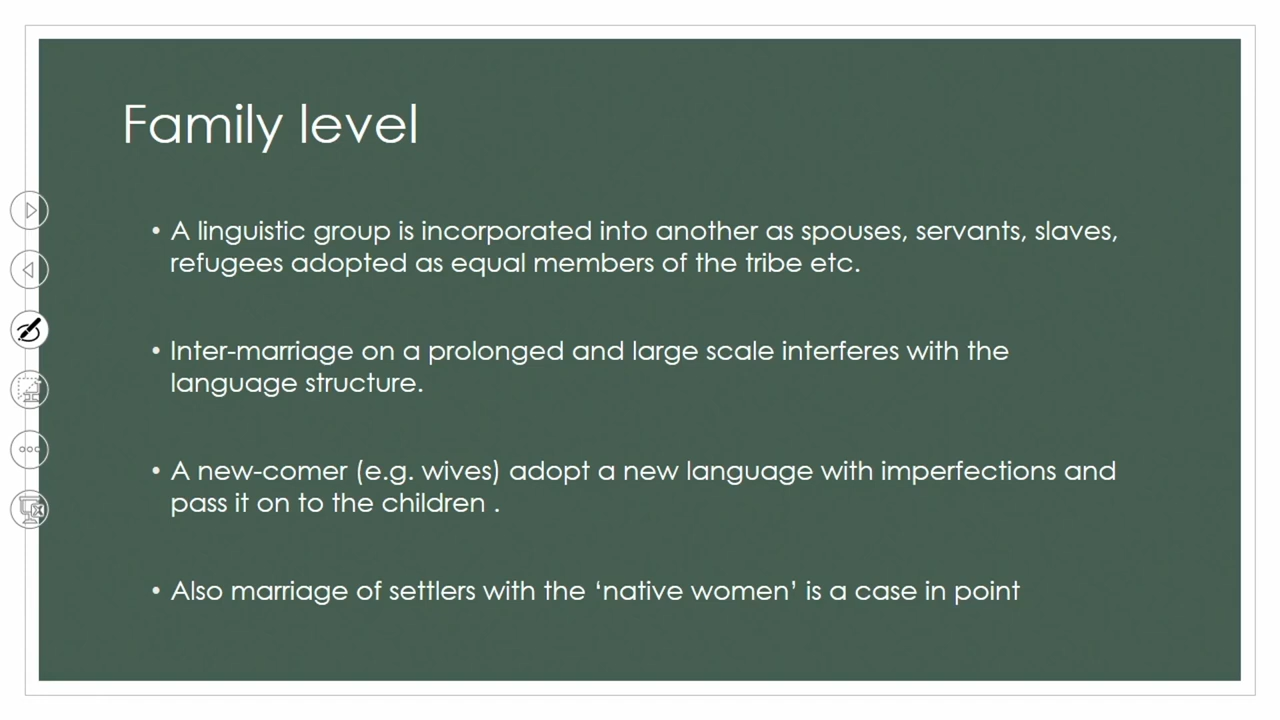 Family level
• A linguistic group is incorporated into another as spouses, servants, slaves,
refugees adopted as equal members of the tribe etc.
• Inter-marriage on a prolonged and large scale interferes with the
language structure.
• A new-comer (e.g. wives) adopt a new language with imperfections and
pass it on to the children .
• Also marriage of settlers with the ‘native women’ is a case in point